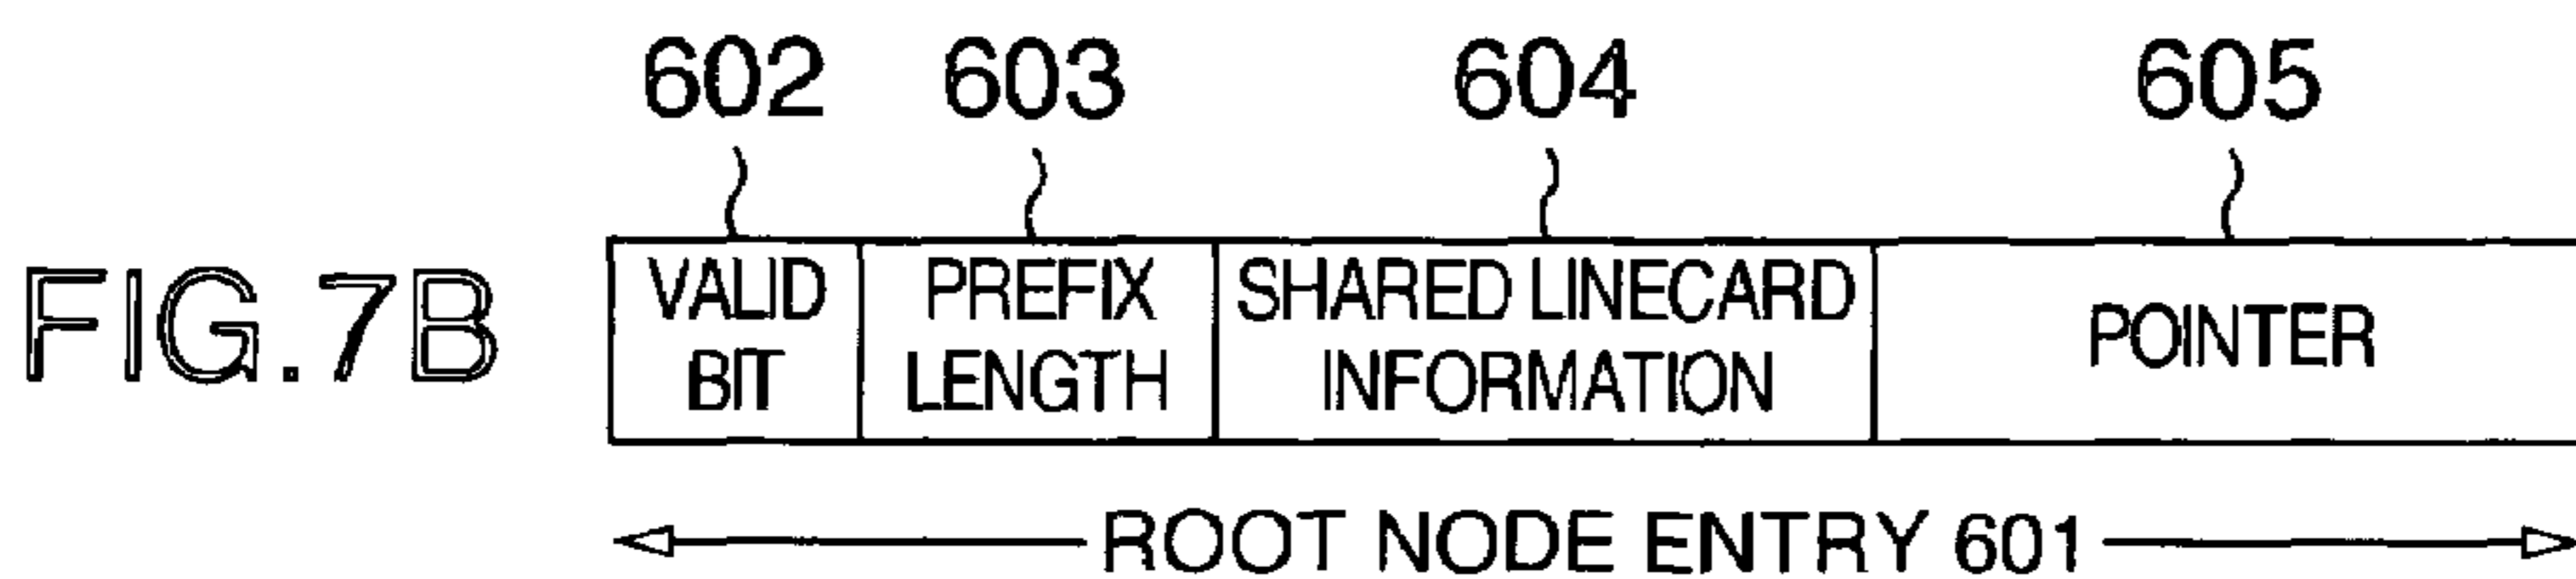 602 603 604 605
FIG.7B
VALID BIT
PREFIX LENGTH
SHARED LINECARD INFORMATION
POINTER
ROOT NODE ENTRY 601